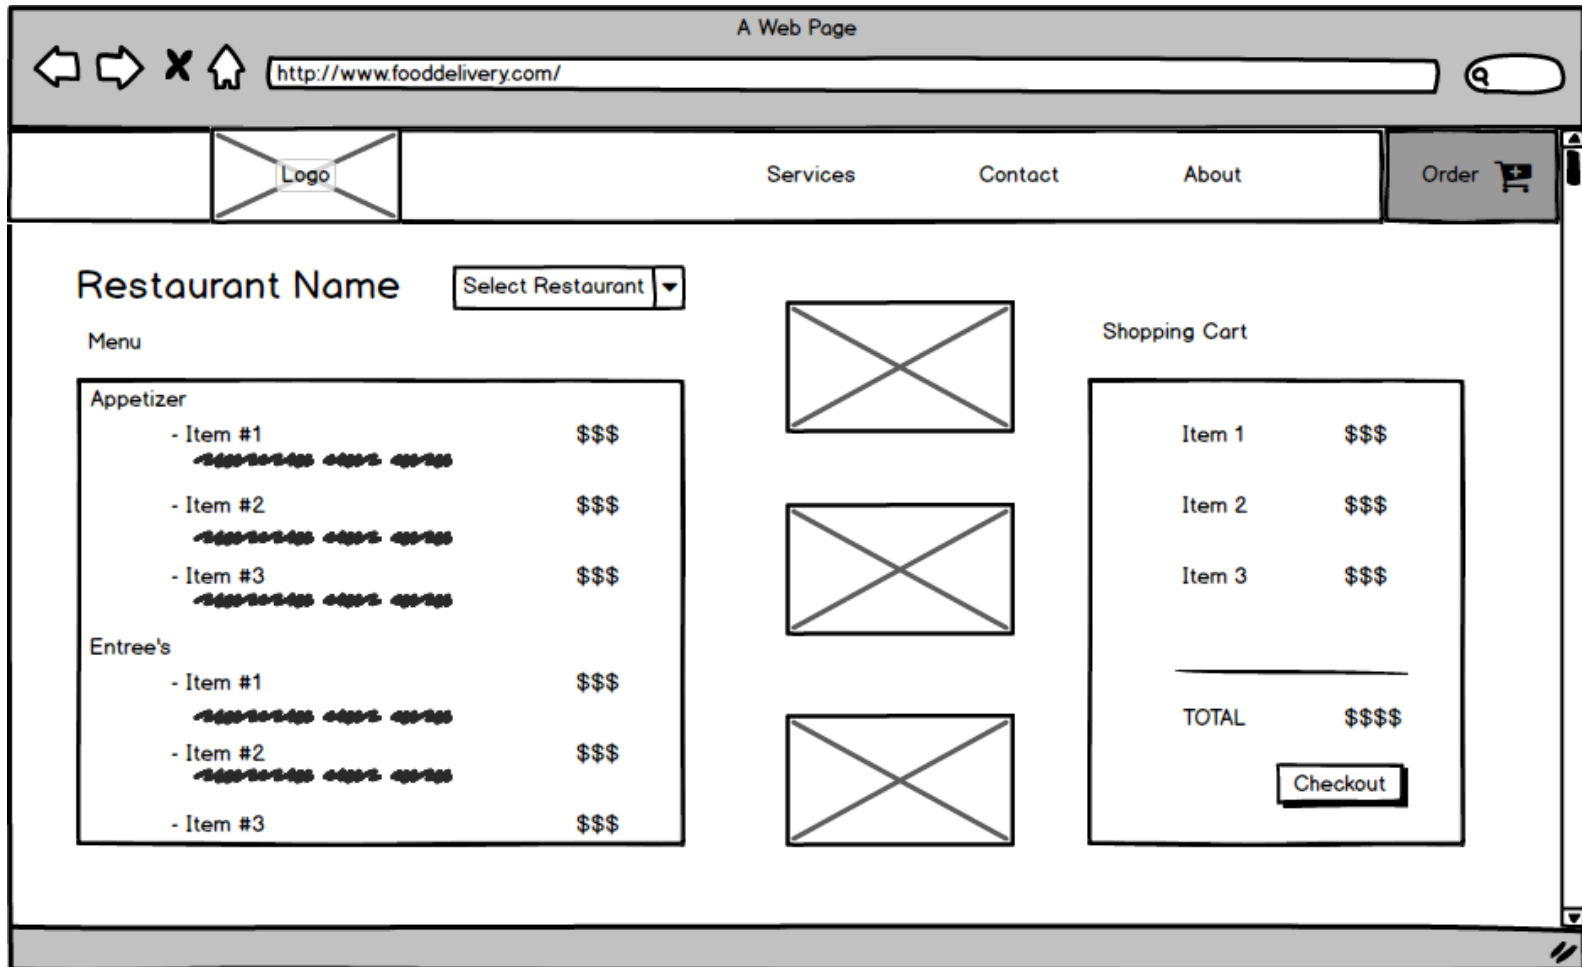 A Web Page
http://www.fooddelivery.com/
Logo
Services
Contact
About
Order
Restaurant Name
Select Restaurant
Menu
Appetizer
- Item #1 $$$
- Item #2 $$$
- Item #3 $$$
Entree's
- Item #1 $$$
- Item #2 $$$
- Item #3 $$$
Shopping Cart
Item 1 $$$
Item 2 $$$
Item 3 $$$
TOTAL $$$$
Checkout